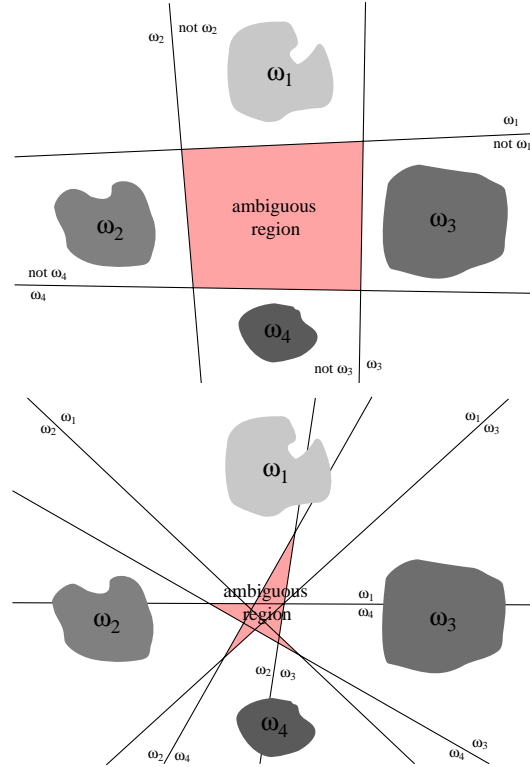 ω₂ not ω₂
ω₁
ω₁
not ω₁
ω₂
ambiguous
region
ω₃
not ω₄
ω₄
ω₄
not ω₃ ω₃
ω₁
ω₂
ω₁
ω₃
ω₁
ambiguous
region
ω₁
ω₄
ω₂
ω₃
ω₂ ω₃
ω₄
ω₂ ω₄
ω₃
ω₄